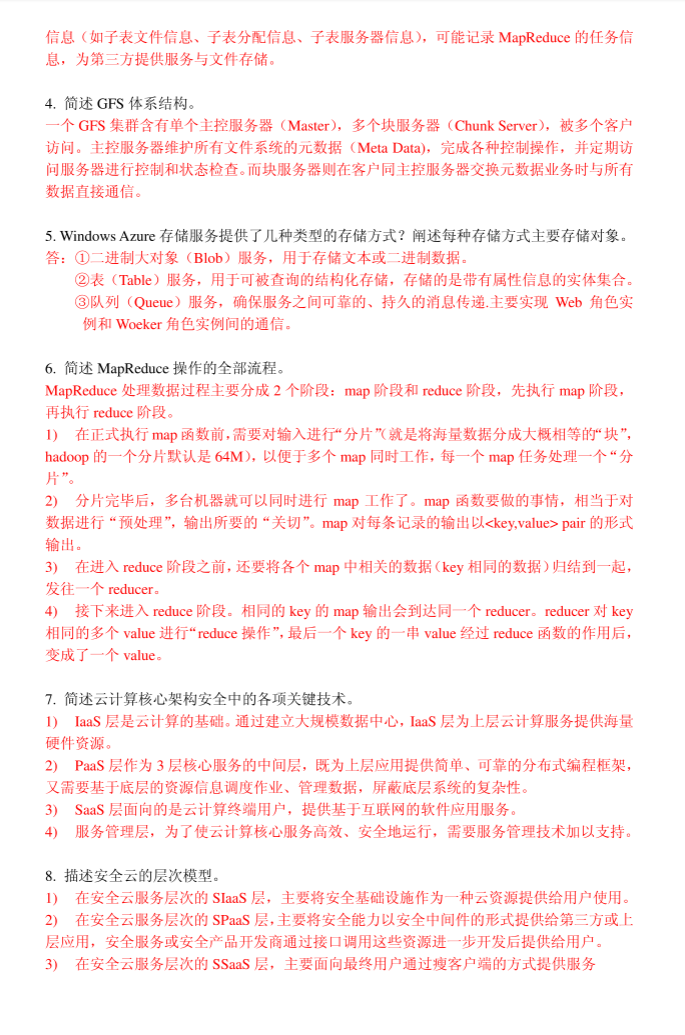 信息（如子表文件信息、子表分配信息、子表服务器信息），可能记录 MapReduce 的任务信
息，为第三方提供服务与文件存储。
4. 简述 GFS 体系结构。
一个 GFS 集群含有单个主控服务器（Master），多个块服务器（Chunk Server），被多个客户
访问。主控服务器维护所有文件系统的元数据（Meta Data），完成各种控制操作，并定期访
问服务器进行控制和状态检查。而块服务器则在客户同主控服务器交换元数据业务时与所有
数据直接通信。
5. Windows Azure 存储服务提供了几种类型的存储方式？阐述每种存储方式主要存储对象。
答：①二进制大对象（Blob）服务，用于存储文本或二进制数据。
②表（Table）服务，用于可被查询的结构化存储，存储的是带有属性信息的实体集合。
③队列（Queue）服务，确保服务之间可靠的、持久的消息传递.主要实现 Web 角色实
例和 Woeker 角色实例间的通信。
6. 简述 MapReduce 操作的全部流程。
MapReduce 处理数据过程主要分成 2 个阶段：map 阶段和 reduce 阶段，先执行 map 阶段，
再执行 reduce 阶段。
1) 在正式执行 map 函数前，需要对输入进行“分片”（就是将海量数据分成大概相等的“块”，
hadoop 的一个分片默认是 64M），以便于多个 map 同时工作，每一个 map 任务处理一个“分
片”。
2) 分片完毕后，多台机器就可以同时进行 map 工作了。map 函数要做的事情，相当于对
数据进行“预处理”，输出所要的“关切”。map 对每条记录的输出以<key,value> pair 的形式
输出。
3) 在进入 reduce 阶段之前，还要将各个 map 中相关的数据（key 相同的数据）归结到一起，
发往一个 reducer。
4) 接下来进入 reduce 阶段。相同的 key 的 map 输出会到达同一个 reducer。reducer 对 key
相同的多个 value 进行“reduce 操作”，最后一个 key 的一串 value 经过 reduce 函数的作用后，
变成了一个 value。
7. 简述云计算核心架构安全中的各项关键技术。
1) IaaS 层是云计算的基础。通过建立大规模数据中心，IaaS 层为上层云计算服务提供海量
硬件资源。
2) PaaS 层作为 3 层核心服务的中间层，既为上层应用提供简单、可靠的分布式编程框架，
又需要基于底层的资源信息调度作业、管理数据，屏蔽底层系统的复杂性。
3) SaaS 层面向的是云计算终端用户，提供基于互联网的软件应用服务。
4) 服务管理层，为了使云计算核心服务高效、安全地运行，需要服务管理技术加以支持。
8. 描述安全云的层次模型。
1) 在安全云服务层次的 SIaaS 层，主要将安全基础设施作为一种云资源提供给用户使用。
2) 在安全云服务层次的 SPaaS 层，主要将安全能力以安全中间件的形式提供给第三方或上
层应用，安全服务或安全产品开发商通过接口调用这些资源进一步开发后提供给用户。
3) 在安全云服务层次的 SSaaS 层，主要面向最终用户通过瘦客户端的方式提供服务